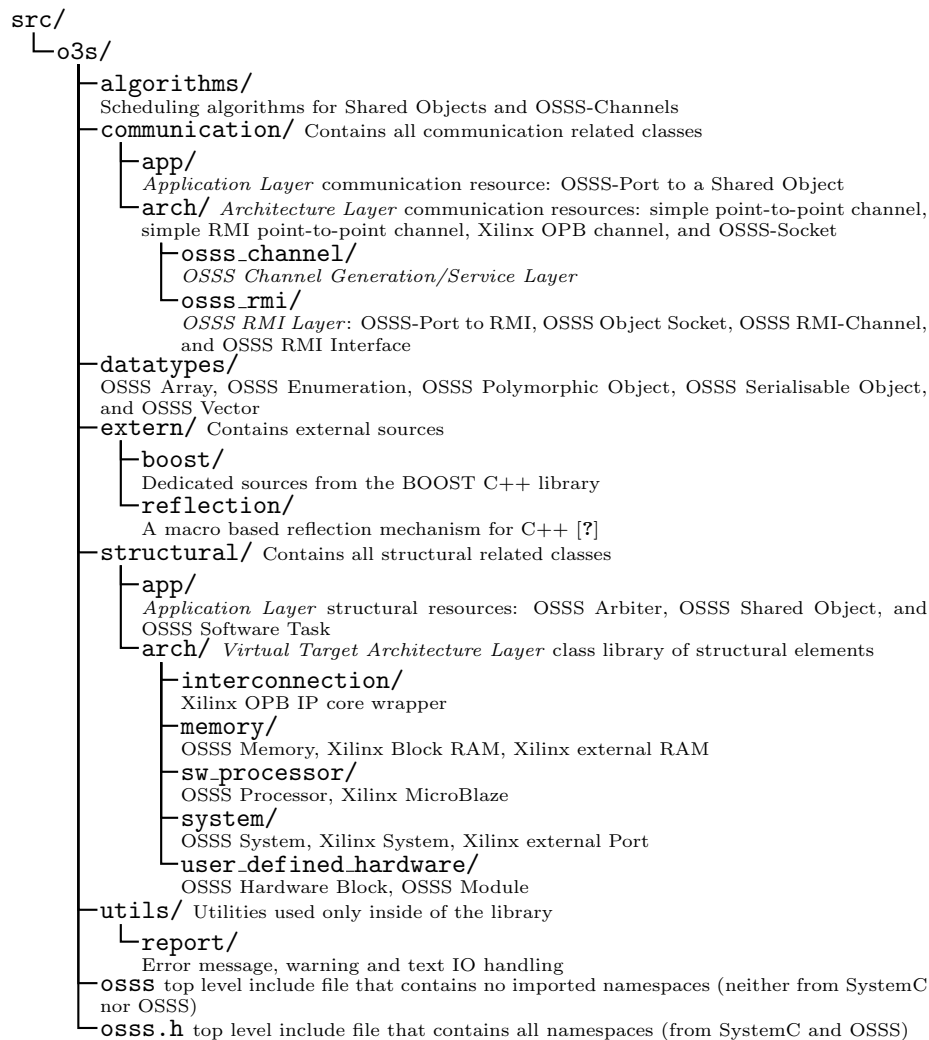 src/
o3s/
algorithms/
Scheduling algorithms for Shared Objects and OSSS-Channels
communication/ Contains all communication related classes
app/
Application Layer communication resource: OSSS-Port to a Shared Object
arch/ Architecture Layer communication resources: simple point-to-point channel,
simple RMI point-to-point channel, Xilinx OPB channel, and OSSS-Socket
osss_channel/
OSSS Channel Generation/Service Layer
osss_rmi/
OSSS RMI Layer: OSSS-Port to RMI, OSSS Object Socket, OSSS RMI-Channel,
and OSSS RMI Interface
datatypes/
OSSS Array, OSSS Enumeration, OSSS Polymorphic Object, OSSS Serialisable Object,
and OSSS Vector
extern/ Contains external sources
boost/
Dedicated sources from the BOOST C++ library
reflection/
A macro based reflection mechanism for C++ [?]
structural/ Contains all structural related classes
app/
Application Layer structural resources: OSSS Arbiter, OSSS Shared Object, and
OSSS Software Task
arch/ Virtual Target Architecture Layer class library of structural elements
interconnection/
Xilinx OPB IP core wrapper
memory/
OSSS Memory, Xilinx Block RAM, Xilinx external RAM
sw_processor/
OSSS Processor, Xilinx MicroBlaze
system/
OSSS System, Xilinx System, Xilinx external Port
user_defined_hardware/
OSSS Hardware Block, OSSS Module
utils/ Utilities used only inside of the library
report/
Error message, warning and text IO handling
osss top level include file that contains no imported namespaces (neither from SystemC
nor OSSS)
osss.h top level include file that contains all namespaces (from SystemC and OSSS)